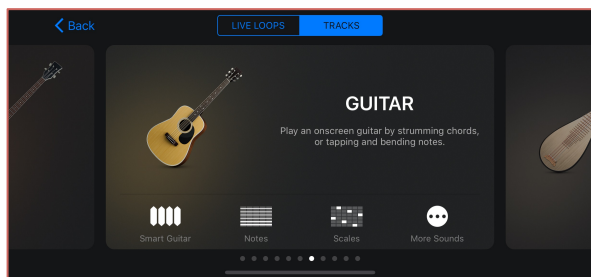 Back
LIVE LOOPS
TRACKS
GUITAR
Play an onscreen guitar by strumming chords,
or tapping and bending notes.
Smart Guitar
Notes
Scales
More Sounds